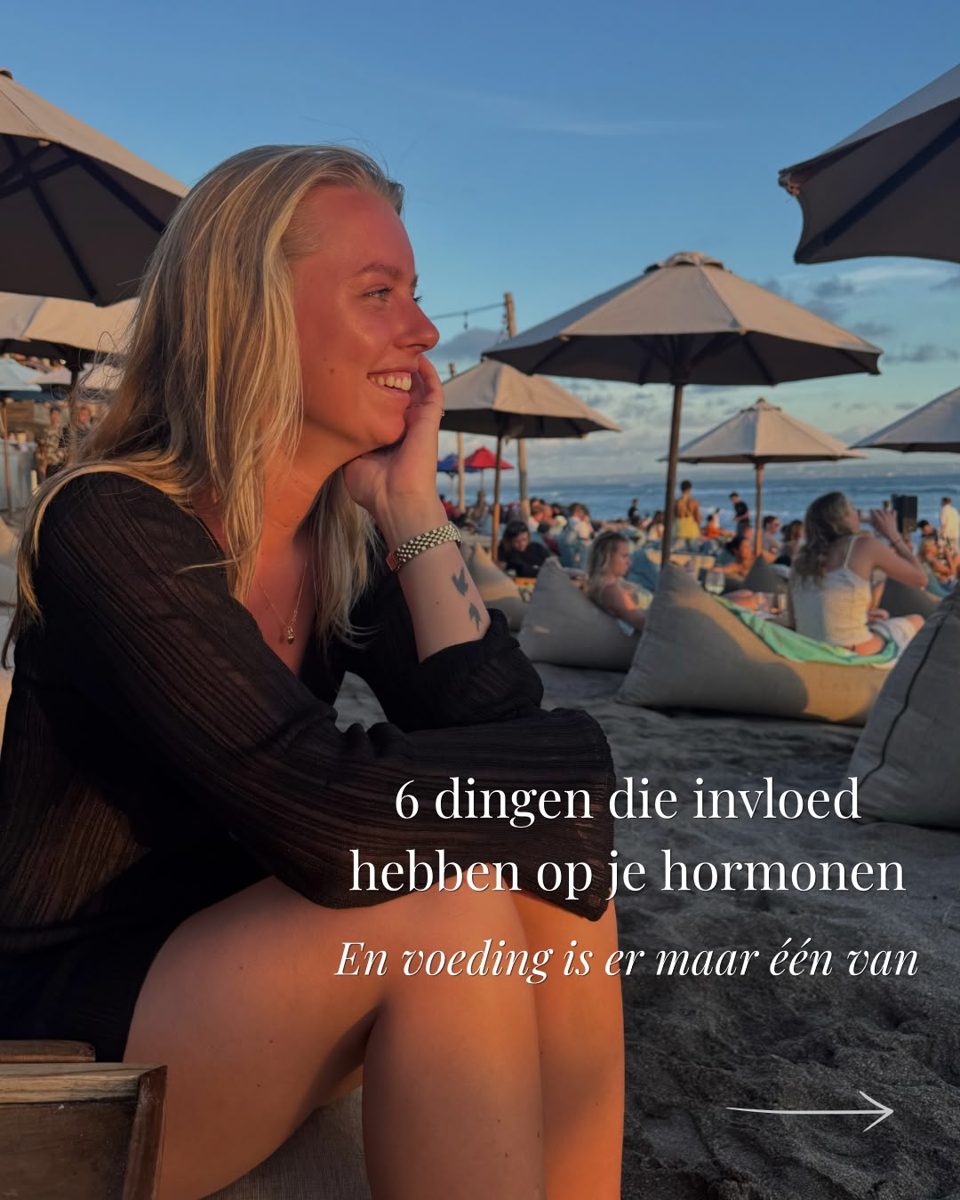 6 dingen die invloed
hebben op je hormonen
En voeding is er maar één van